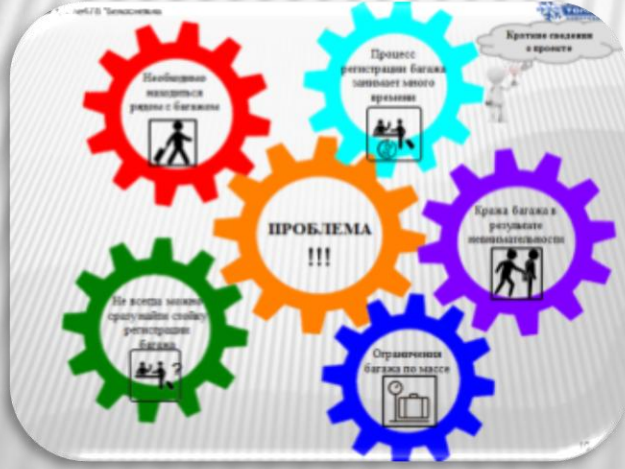 Краткие сведения
о проекте
Необходимо
находиться
рядом с багажом
Процесс
регистрации багажа
занимает много
времени
ПРОБЛЕМА
!!!
Кража багажа в
результате
невнимательности
Не всегда можно
сразу найти стойку
регистрации
багажа
?
Ограничения
багажа по массе